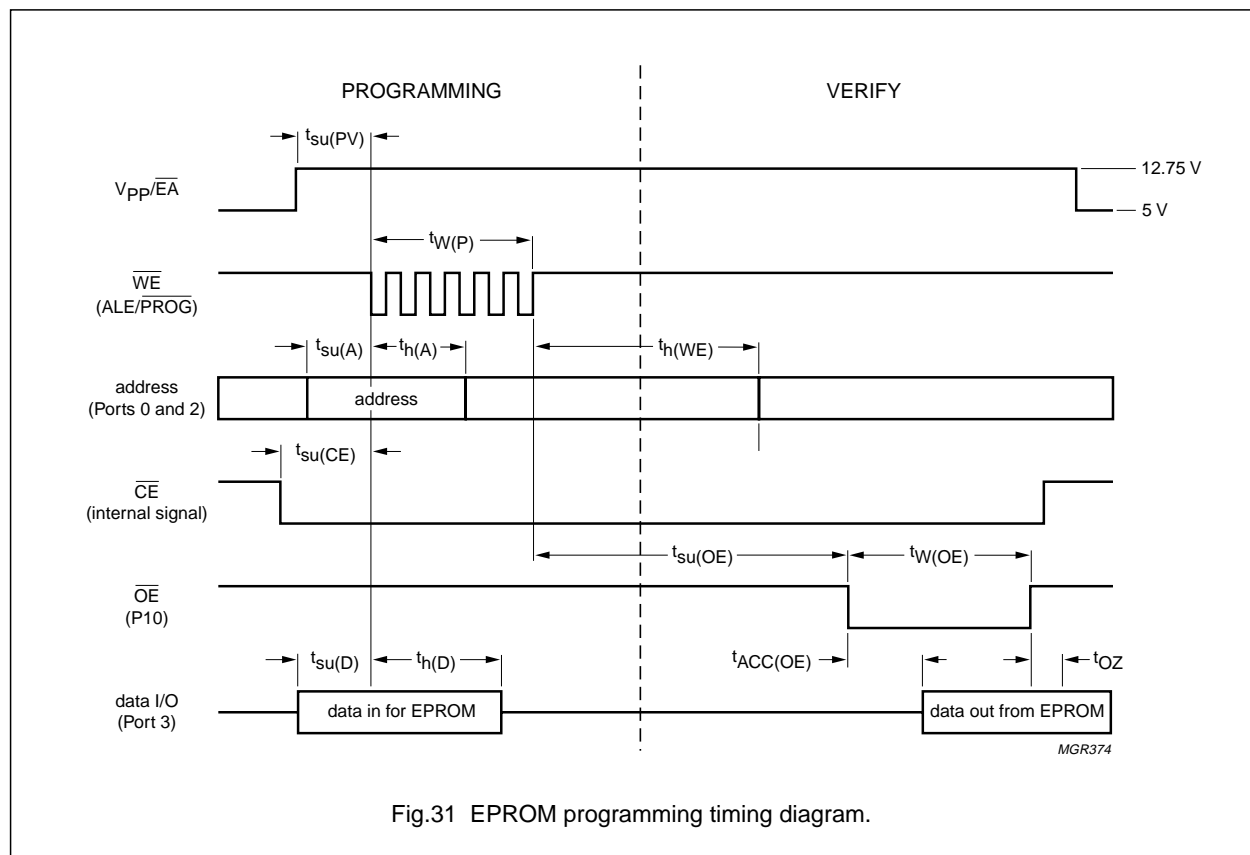 PROGRAMMING VERIFY
tsu(PV)
VPP/EA
12.75 V
5 V
tW(P)
WE
(ALE/PROG)
tsu(A) th(A) th(WE)
address
(Ports 0 and 2)
address
tsu(CE)
CE
(internal signal)
tsu(OE) tW(OE)
OE
(P10)
tsu(D) th(D) tACC(OE) tOZ
data I/O
(Port 3)
data in for EPROM data out from EPROM
MGR374
Fig.31 EPROM programming timing diagram.